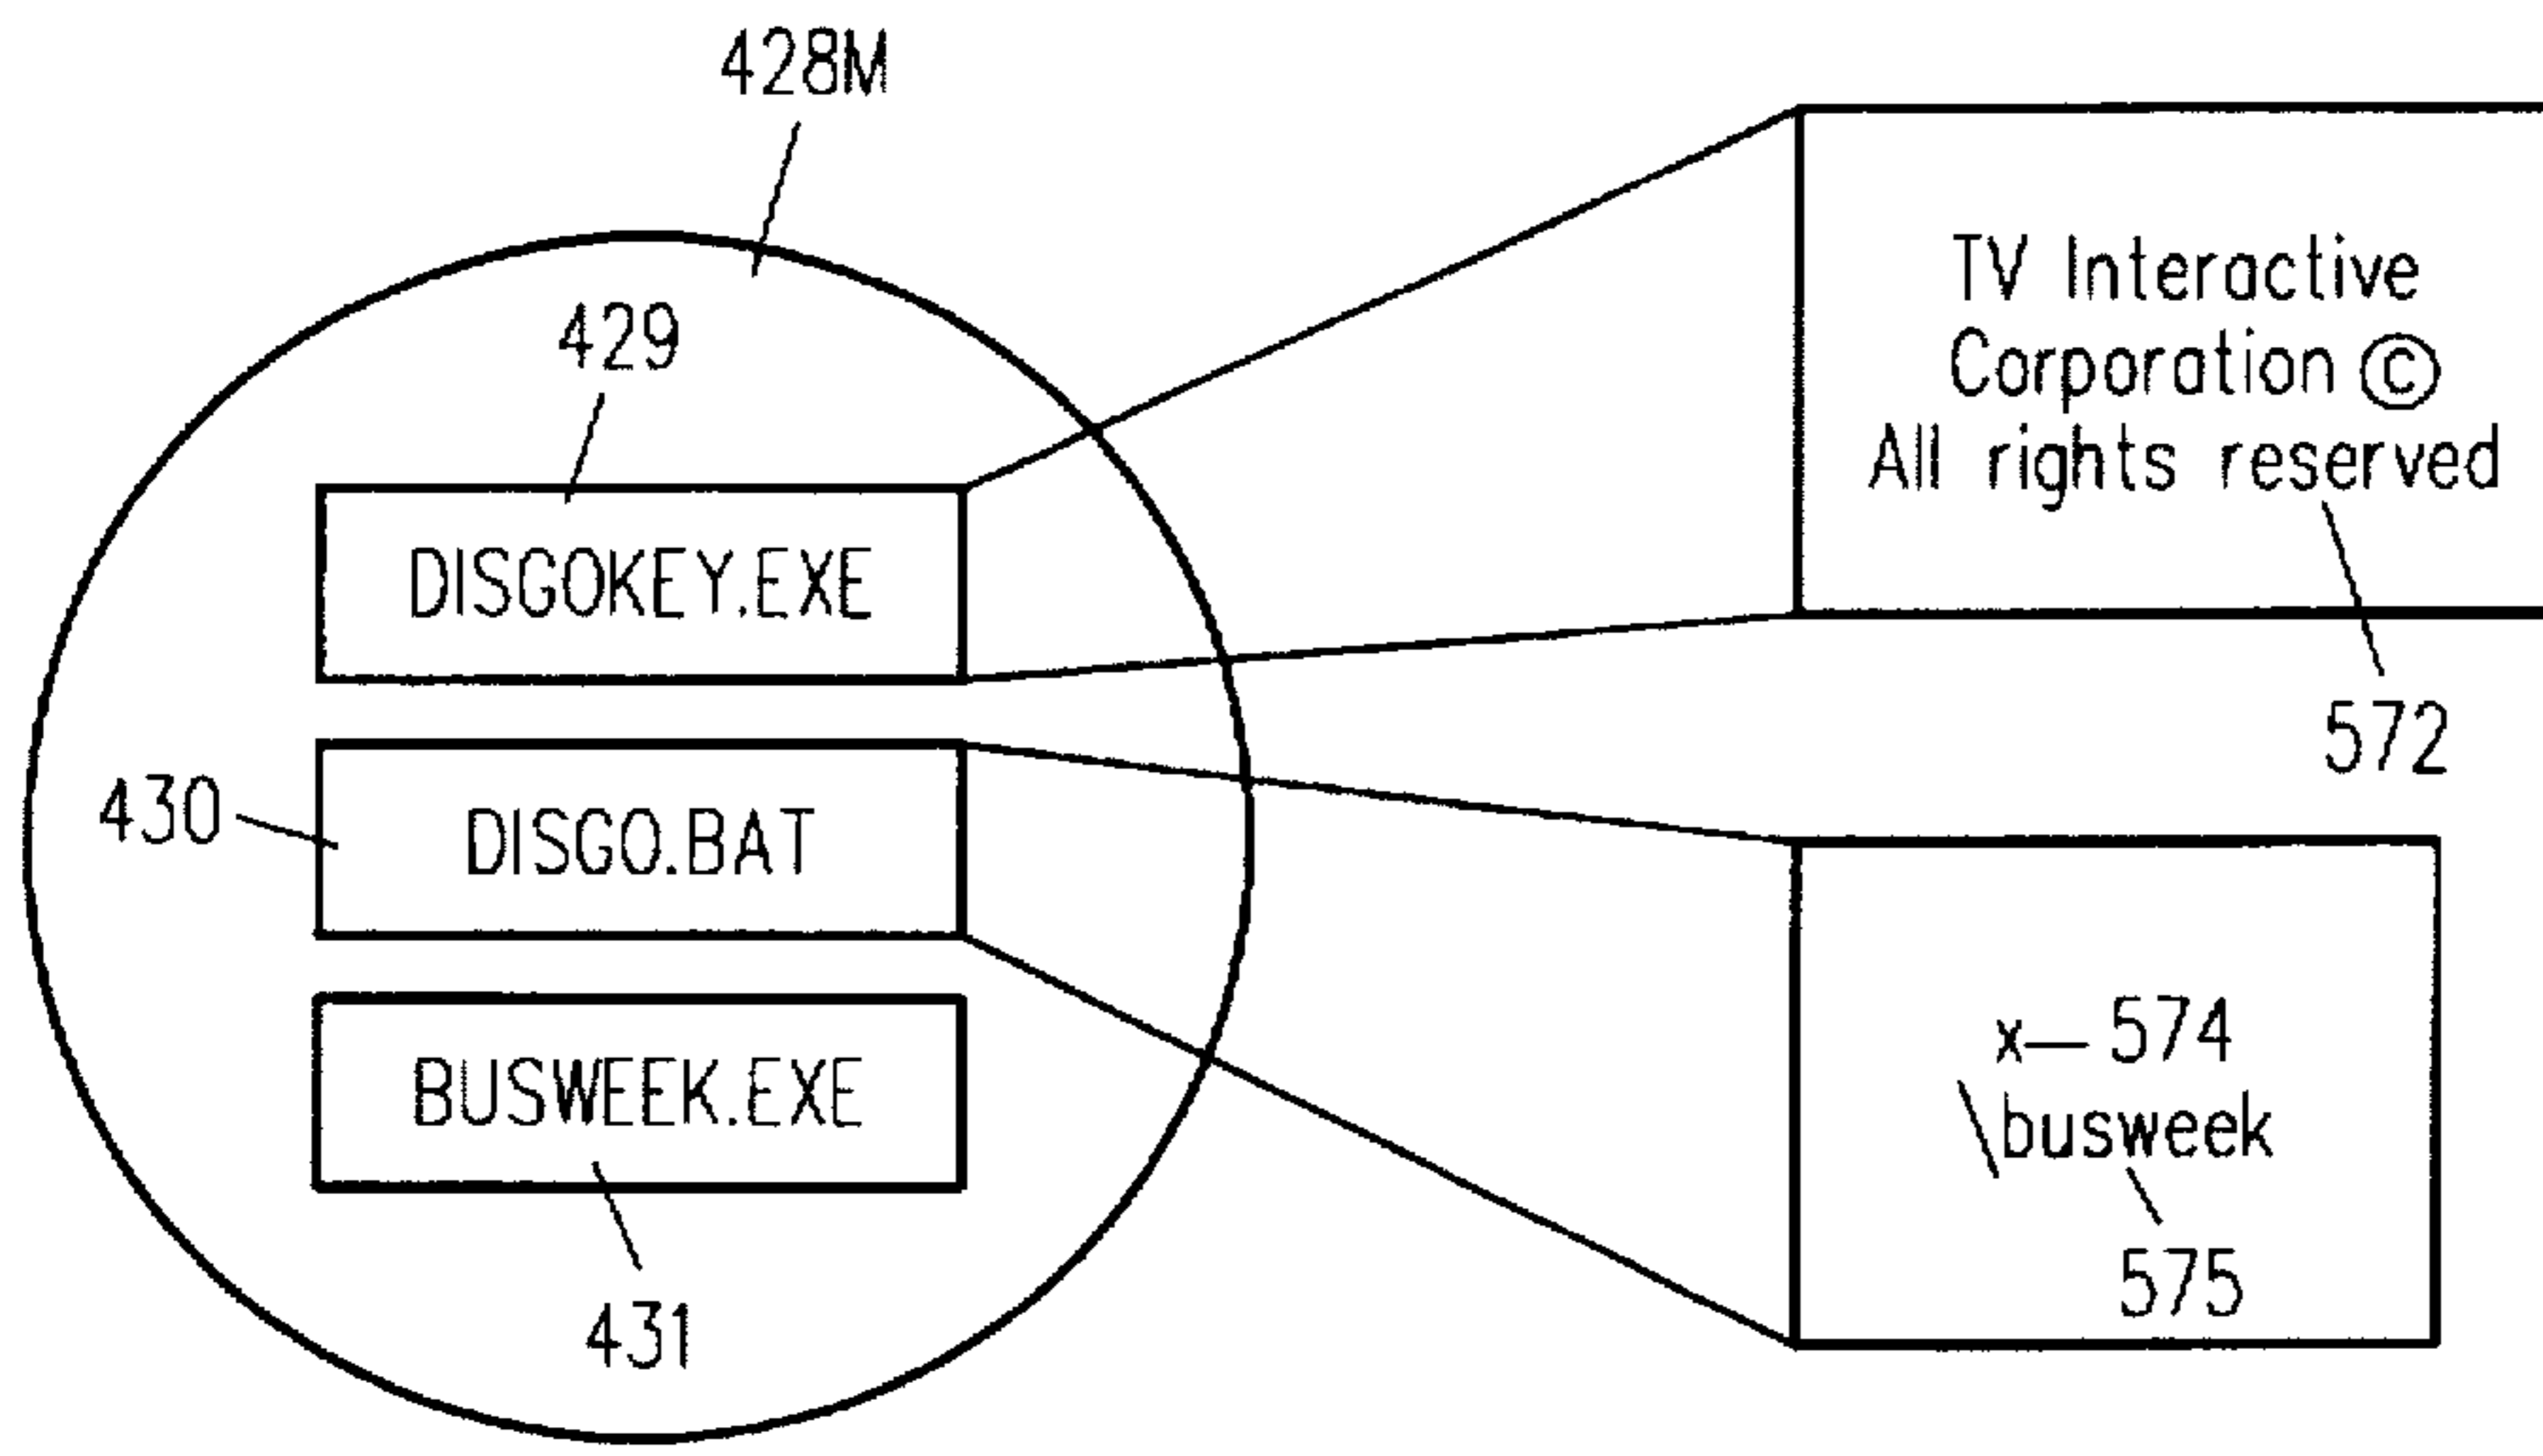 428M
429
DISGOKEY.EXE
430
DISGO.BAT
BUSWEEK.EXE
431
TV Interactive
Corporation ©
All rights reserved
572
x— 574
\busweek
575